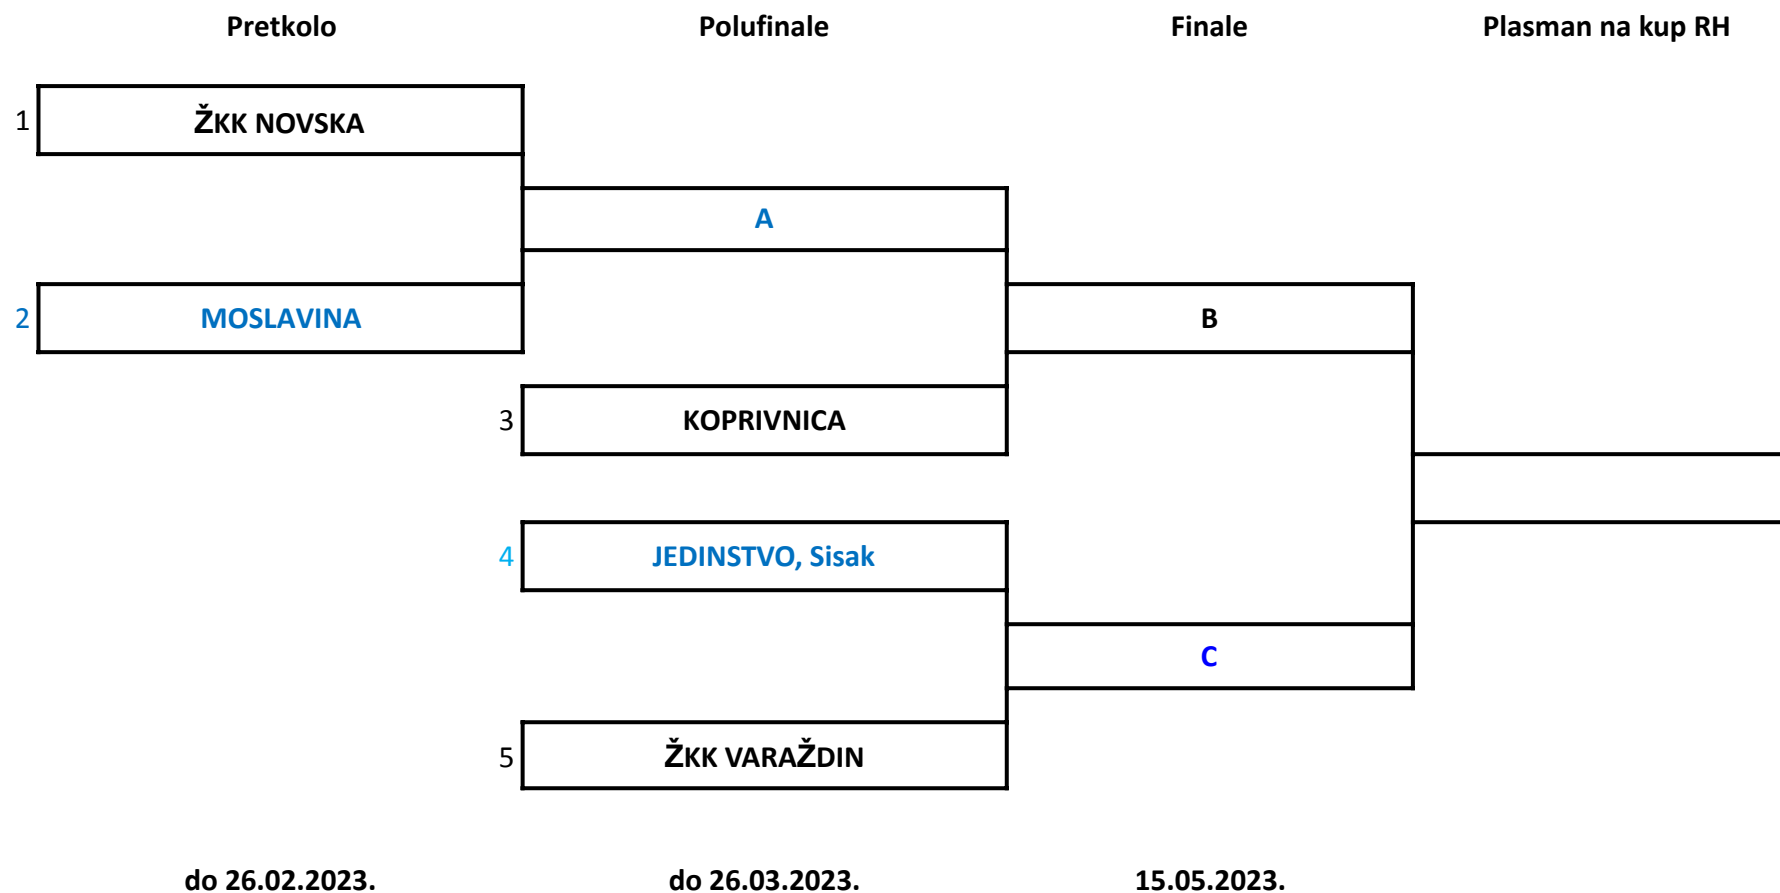 Pretkolo Polufinale Finale Plasman na kup RH
1 ŽKK NOVSKA
A
2 MOSLAVINA
B
3 KOPRIVNICA
4 JEDINSTVO, Sisak
C
5 ŽKK VARAŽDIN
do 26.02.2023. do 26.03.2023. 15.05.2023.